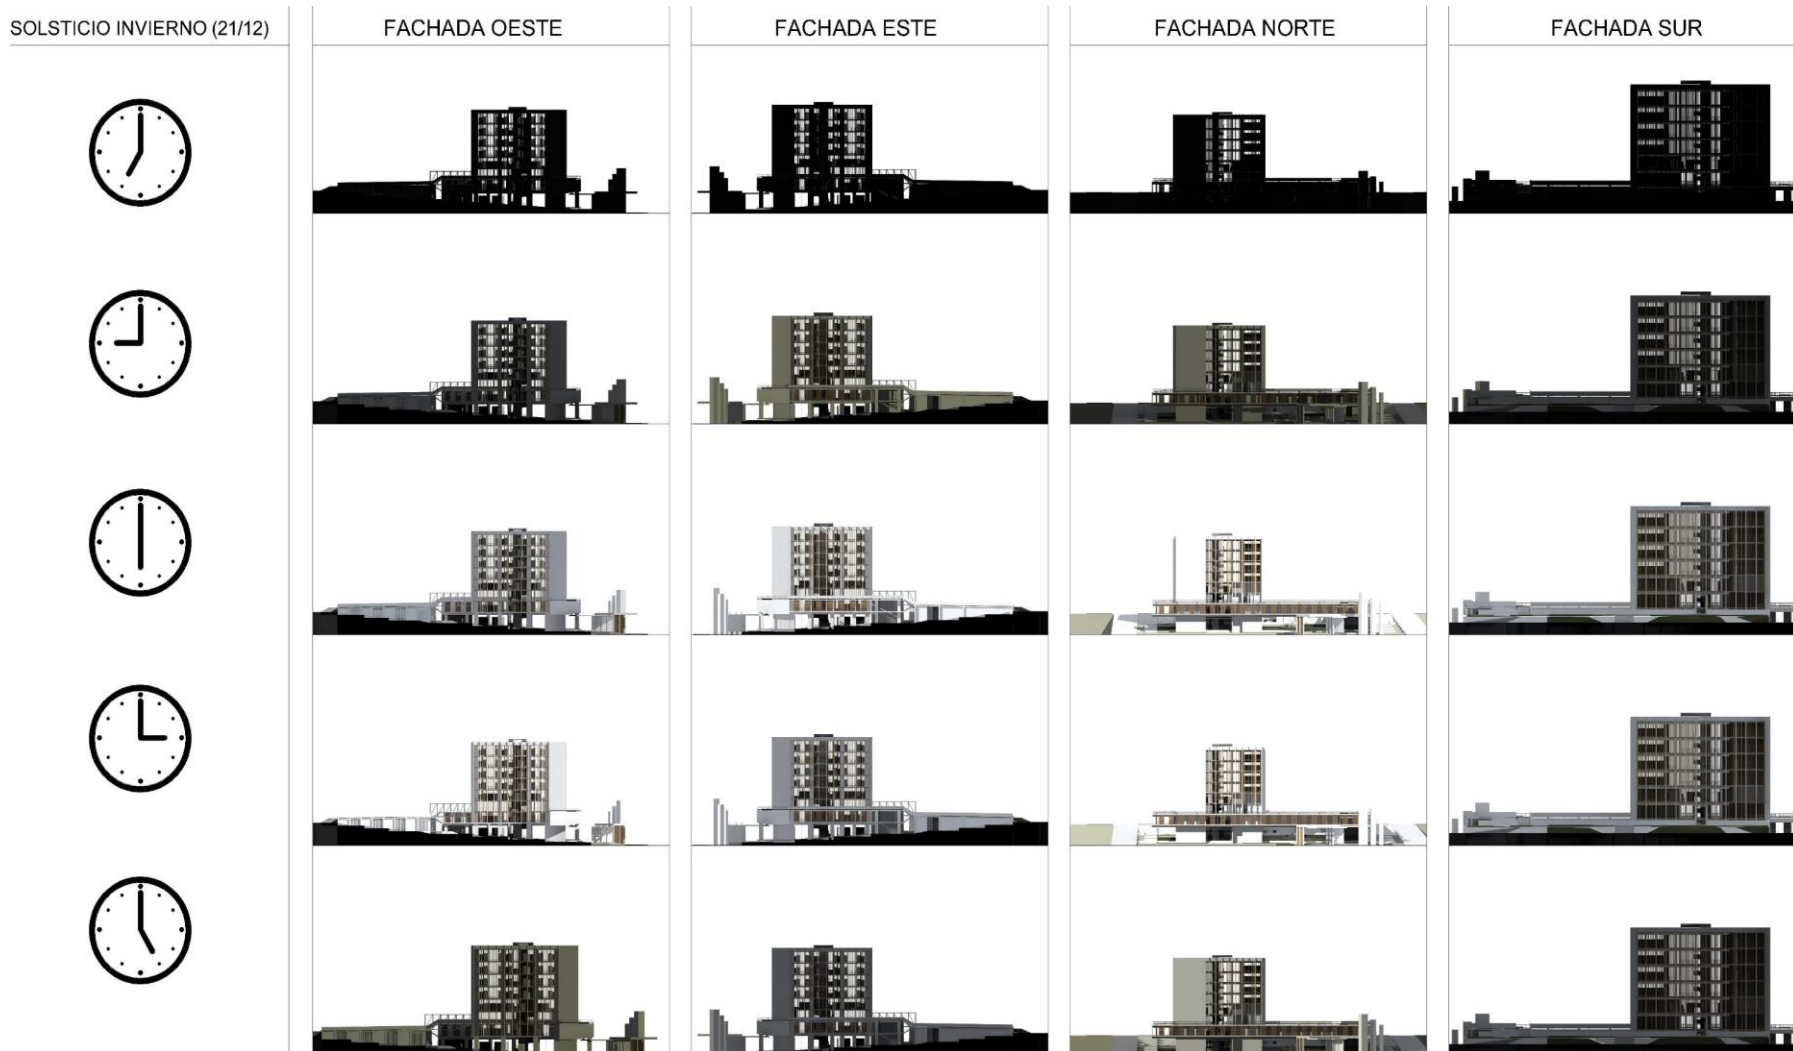 SOLSTICIO INVIERNO (21/12)
FACHADA OESTE
FACHADA ESTE
FACHADA NORTE
FACHADA SUR